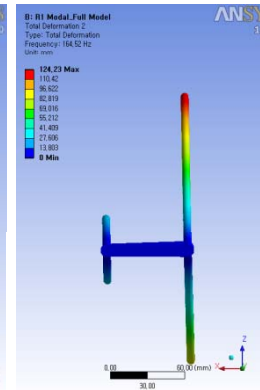 ANSYS
B: R1 Modal_Full Model
Total Deformation 2
Type: Total Deformation
Frequency: 164,52 Hz
Unit: mm
124,23 Max
110,42
96,622
82,819
69,016
55,212
41,409
27,606
13,803
0 Min
0,00
60,00 (mm)
30,00
Z
X
Y